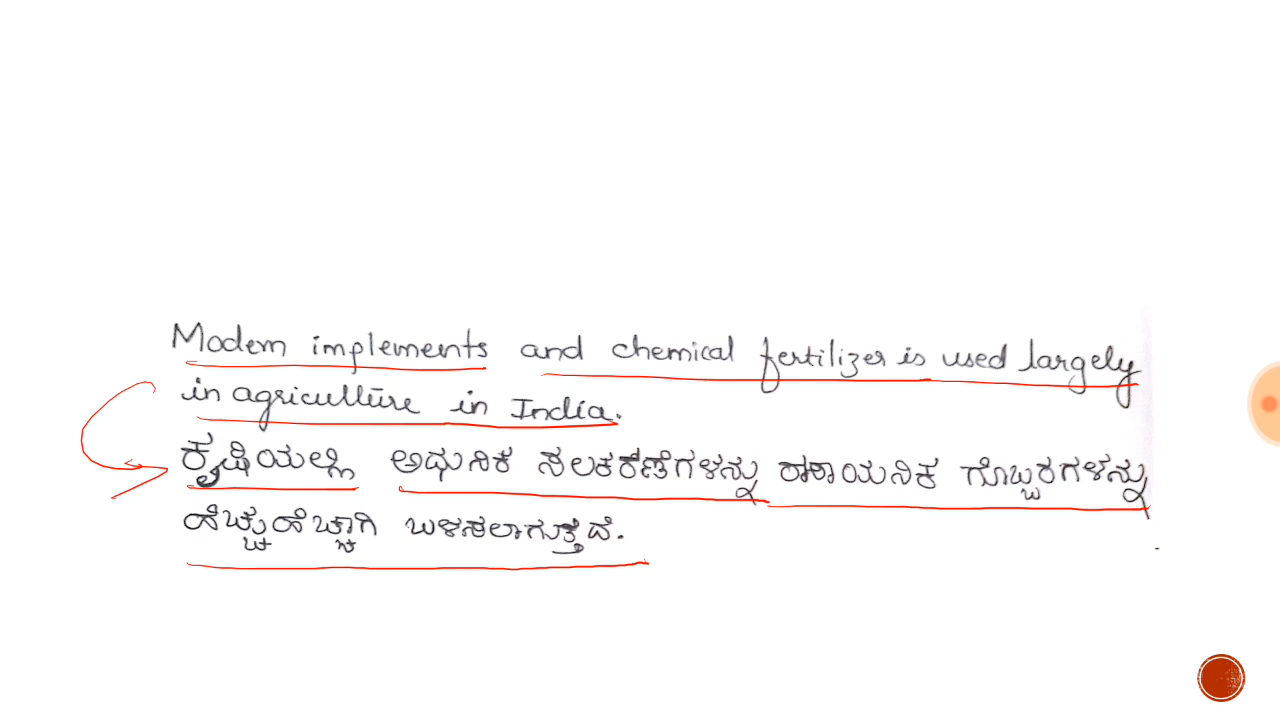 Modern implements and chemical fertilizer is used largely
in agriculture in India.
ಕೃಷಿಯಲ್ಲಿ ಅಧುನಿಕ ಸಲಕರಣೆಗಳನ್ನು ರಾಸಾಯನಿಕ ಗೊಬ್ಬರಗಳನ್ನು
ಹೆಚ್ಚುಹೆಚ್ಚಾಗಿ ಬಳಸಲಾಗುತ್ತದೆ.